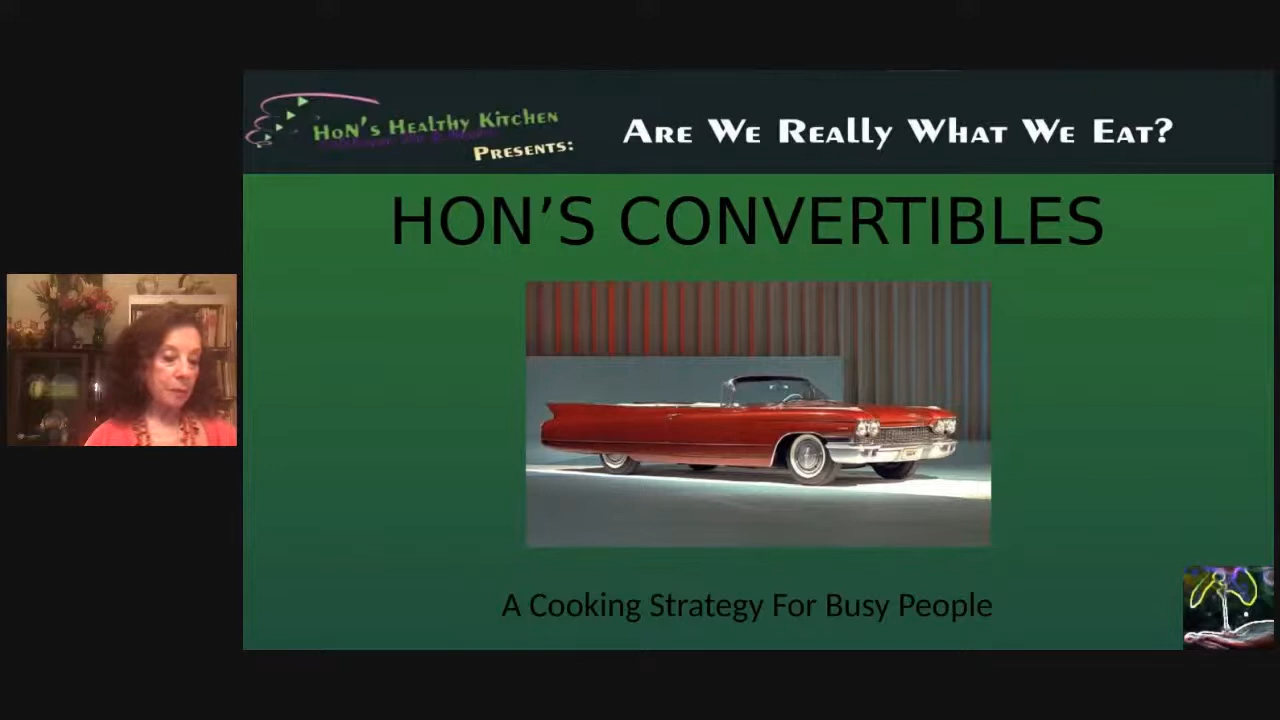 HoN's Healthy Kitchen
Presents:
Are We Really What We Eat?
HON'S CONVERTIBLES
A Cooking Strategy For Busy People